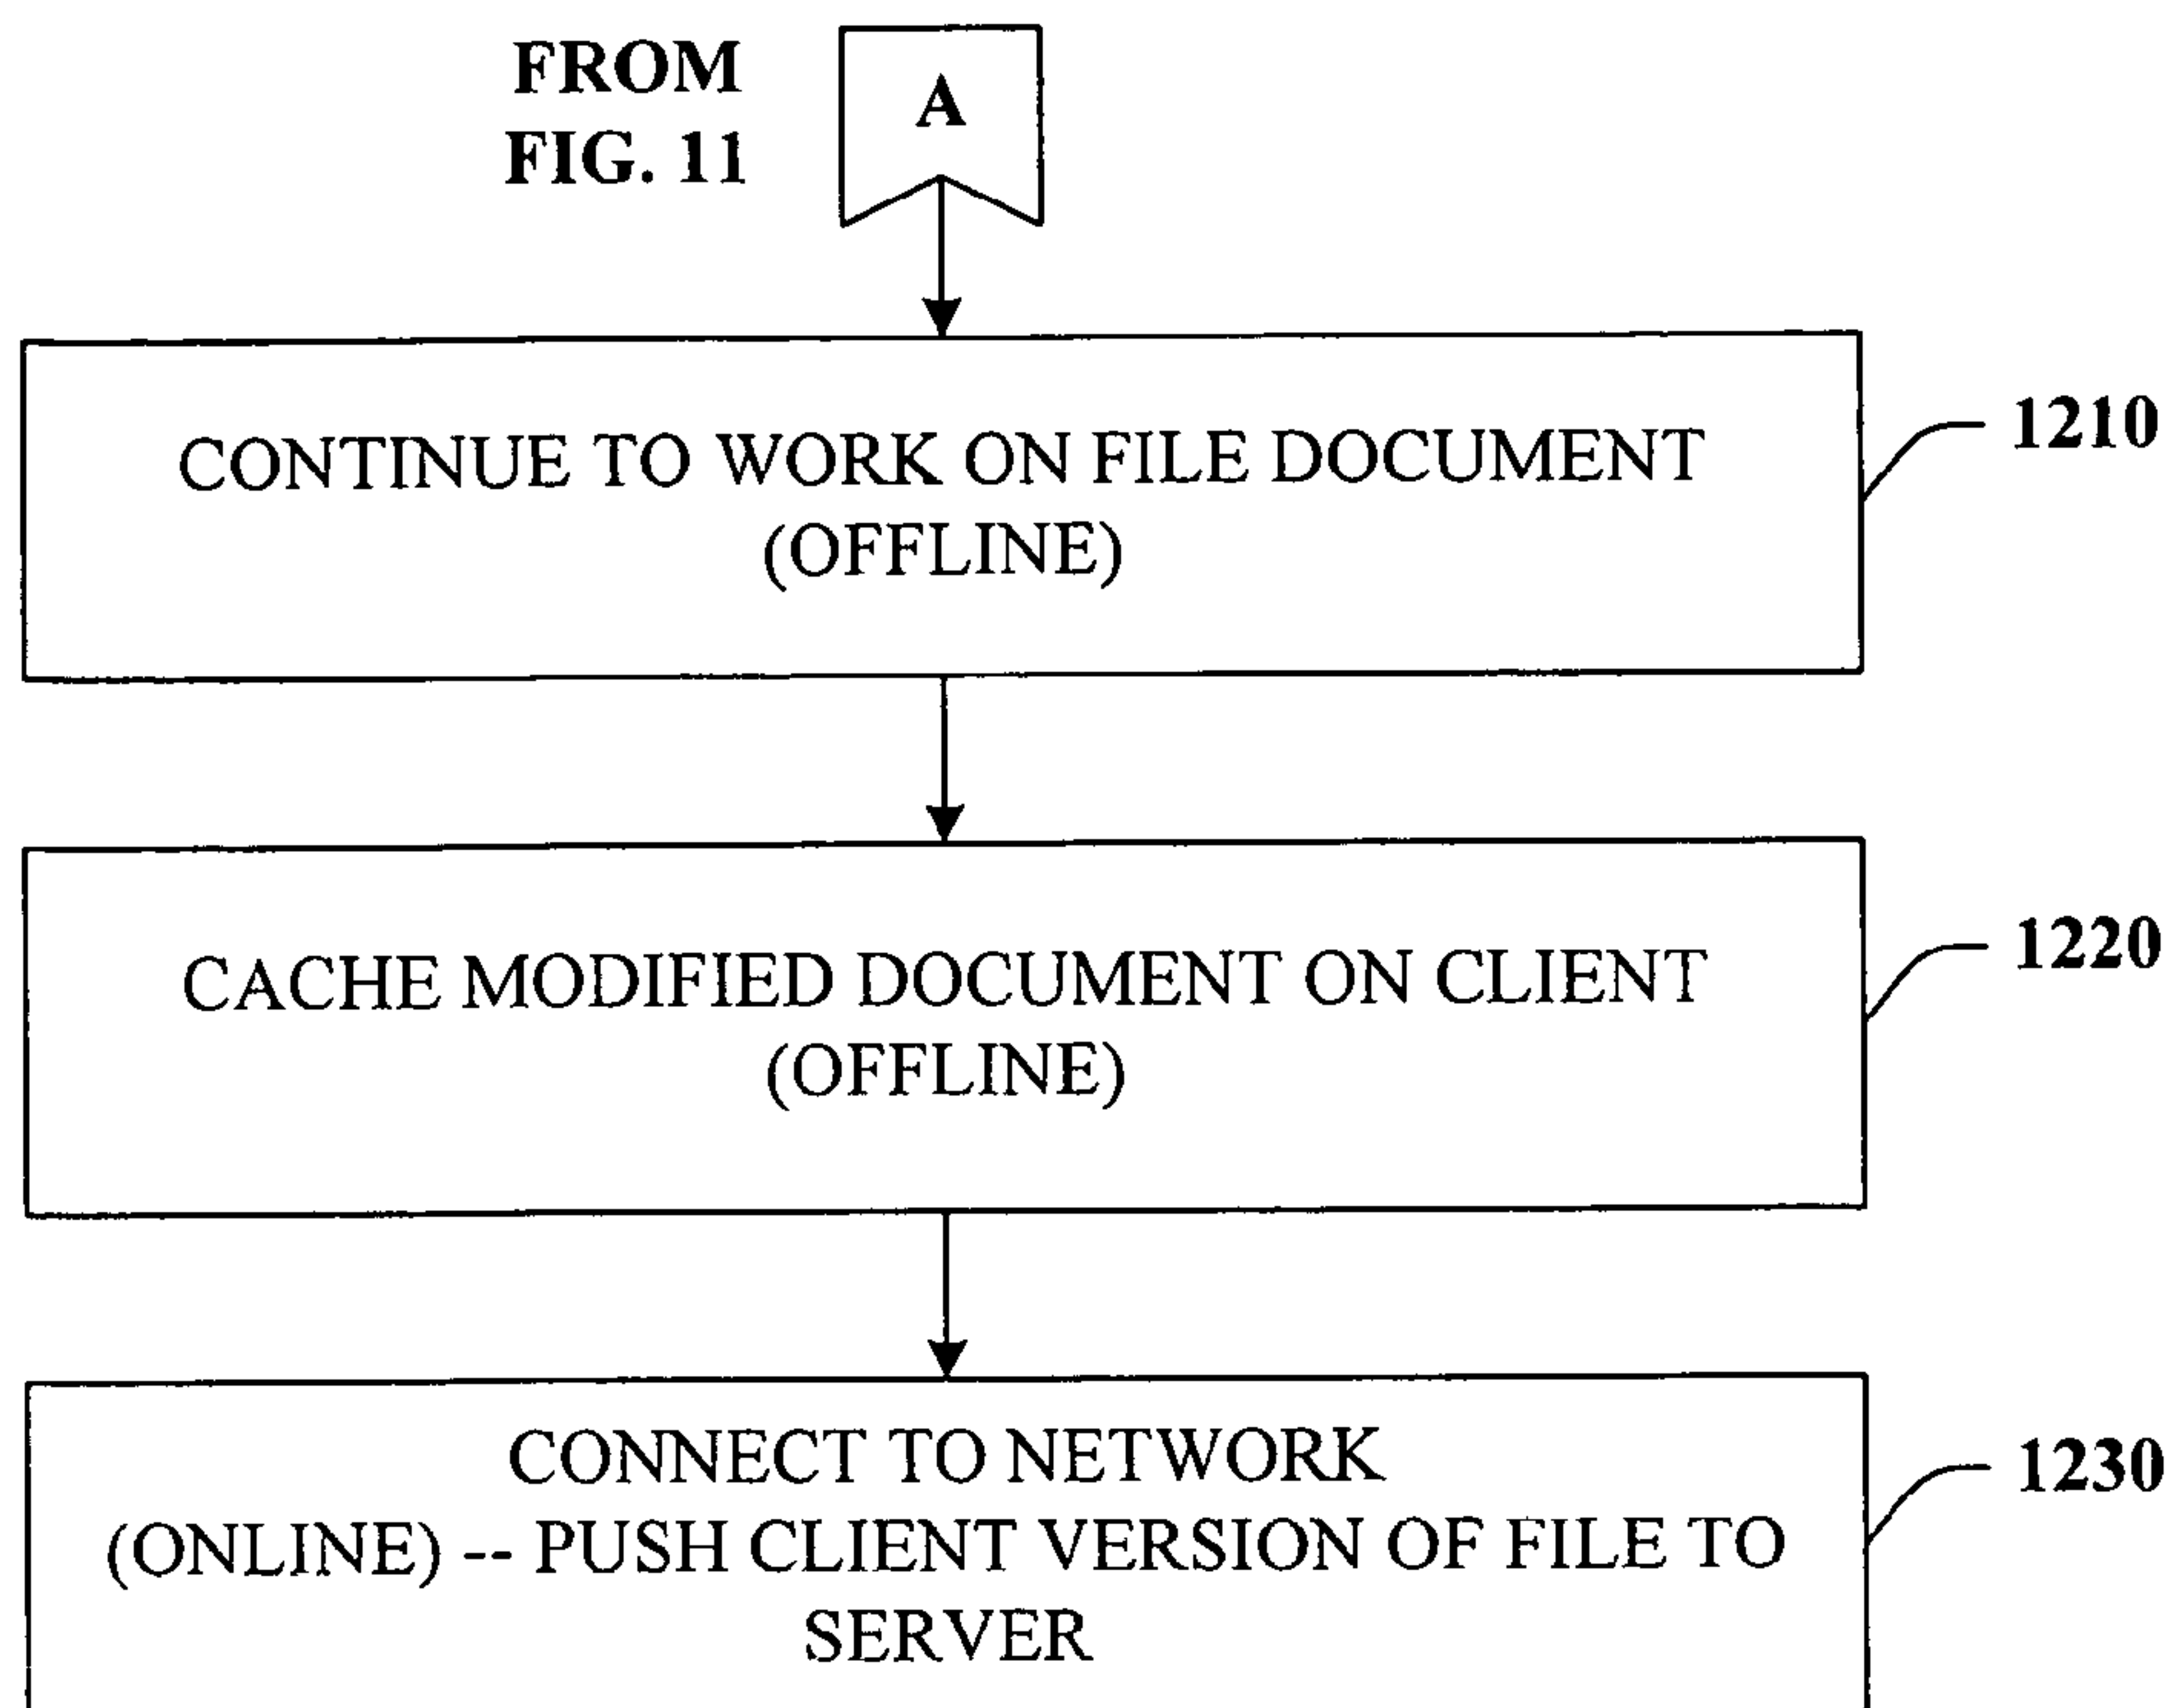 FROM
FIG. 11
A
CONTINUE TO WORK ON FILE DOCUMENT
(OFFLINE)
1210
CACHE MODIFIED DOCUMENT ON CLIENT
(OFFLINE)
1220
CONNECT TO NETWORK
(ONLINE) -- PUSH CLIENT VERSION OF FILE TO
SERVER
1230